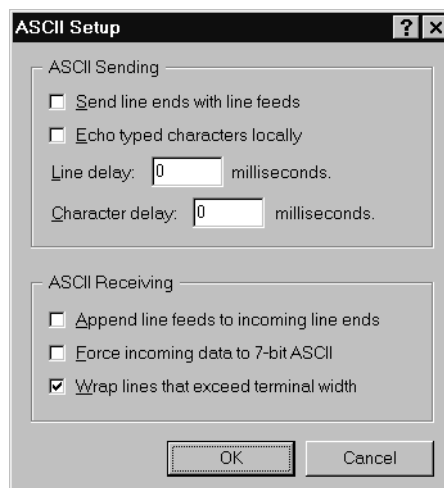 ASCII Setup
ASCII Sending
Send line ends with line feeds
Echo typed characters locally
Line delay: 0 milliseconds.
Character delay: 0 milliseconds.
ASCII Receiving
Append line feeds to incoming line ends
Force incoming data to 7-bit ASCII
Wrap lines that exceed terminal width
OK Cancel